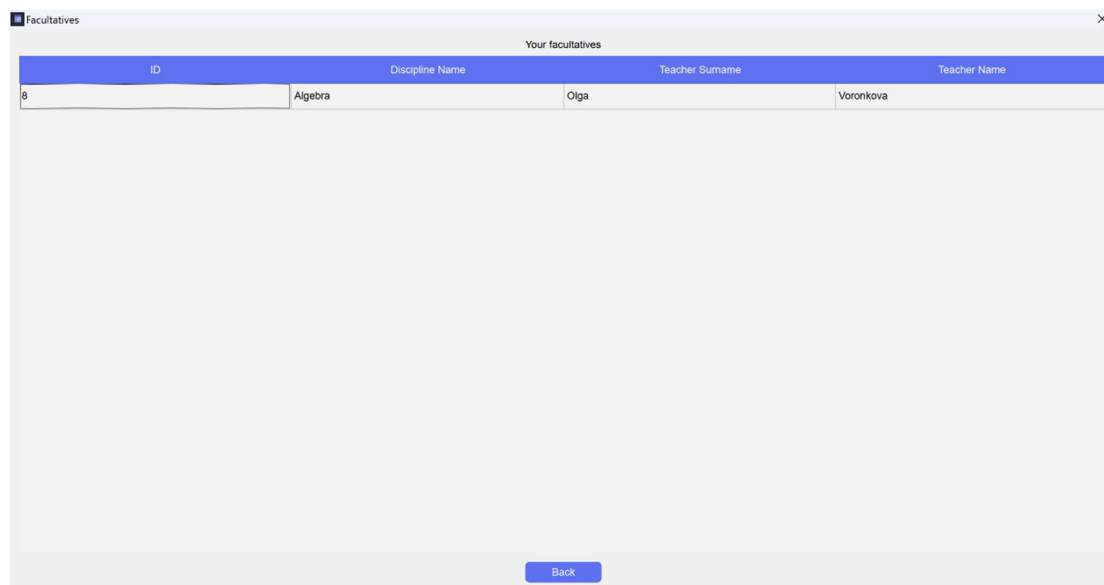 Facultatives
Your facultatives
ID Discipline Name Teacher Surname Teacher Name
8 Algebra Olga Voronkova
Back